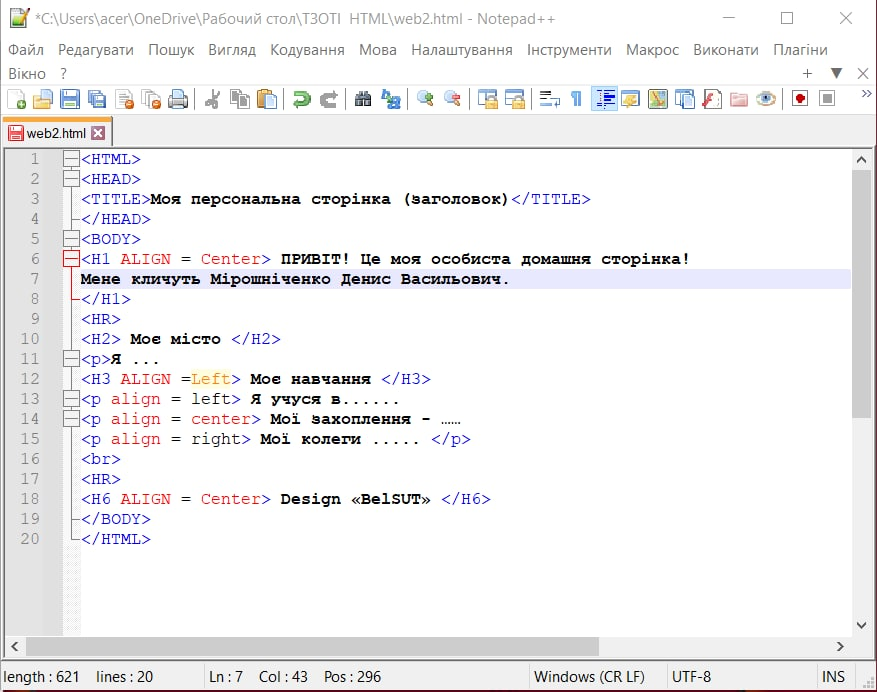 *C:\Users\acer\OneDrive\Рабочий стол\ТЗОТІ  HTML\web2.html - Notepad++
Файл Редагувати Пошук Вигляд Кодування Мова Налаштування Інструменти Макрос Виконати Плагіни
Вікно ?
web2.html
1 <HTML>
2 <HEAD>
3 <TITLE>Моя персональна сторінка (заголовок)</TITLE>
4 </HEAD>
5 <BODY>
6 <H1 ALIGN = Center> ПРИВІТ! Це моя особиста домашня сторінка!
7 Мене кличуть Мірошніченко Денис Васильович.
8 </H1>
9 <HR>
10 <H2> Моє місто </H2>
11 <p>Я ...
12 <H3 ALIGN =Left> Моє навчання </H3>
13 <p align = left> Я учуся в......
14 <p align = center> Мої захоплення - ……
15 <p align = right> Мої колеги ..... </p>
16 <br>
17 <HR>
18 <H6 ALIGN = Center> Design «BelSUT» </H6>
19 </BODY>
20 </HTML>
length : 621 lines : 20 Ln : 7 Col : 43 Pos : 296 Windows (CR LF) UTF-8 INS